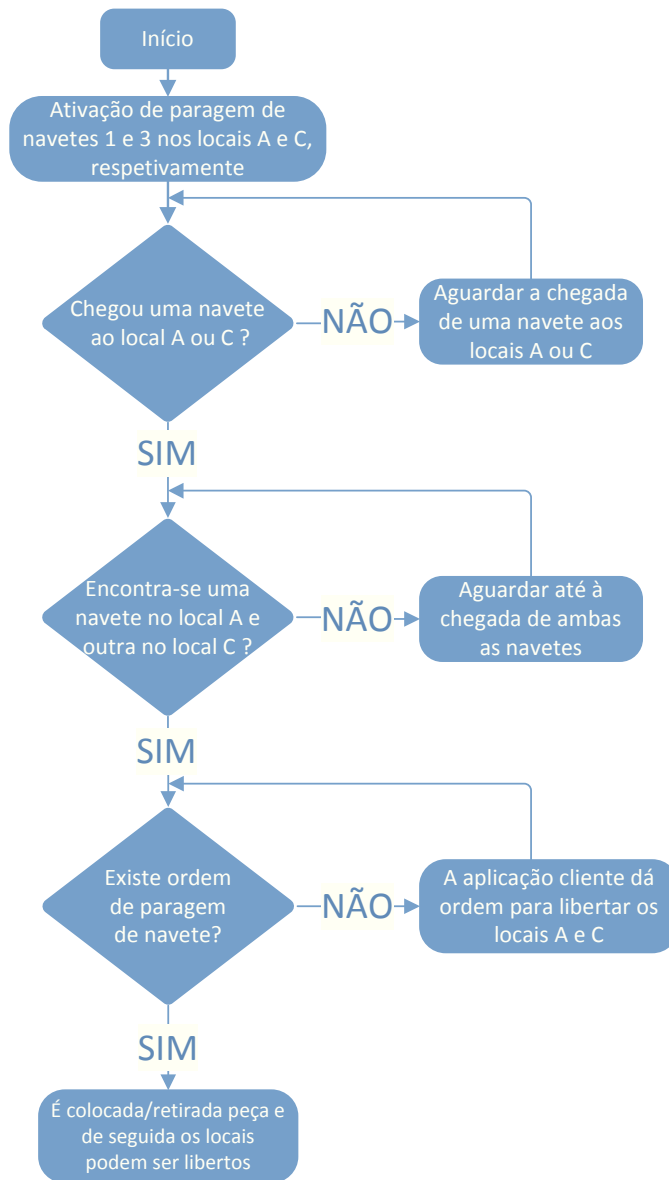 Início
Ativação de paragem de
navetes 1 e 3 nos locais A e C,
respetivamente
Chegou uma navete
ao local A ou C ?
NÃO
Aguardar a chegada
de uma navete aos
locais A ou C
SIM
Encontra-se uma
navete no local A e
outra no local C ?
NÃO
Aguardar até à
chegada de ambas
as navetes
SIM
Existe ordem
de paragem
de navete?
NÃO
A aplicação cliente dá
ordem para libertar os
locais A e C
SIM
É colocada/retirada peça e
de seguida os locais
podem ser libertos